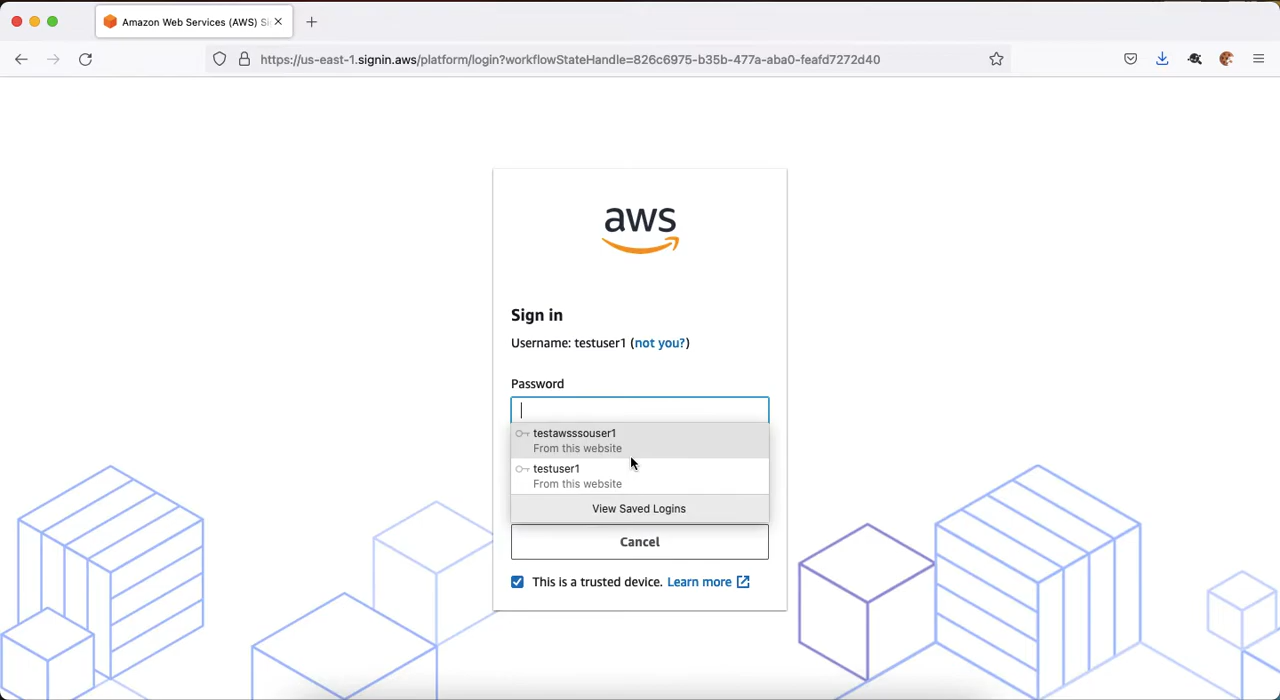 Amazon Web Services (AWS) Si
https://us-east-1.signin.aws/platform/login?workflowStateHandle=826c6975-b35b-477a-aba0-feafd7272d40
aws
Sign in
Username: testuser1 (not you?)
Password
testawsssouser1
From this website
testuser1
From this website
View Saved Logins
Cancel
This is a trusted device. Learn more